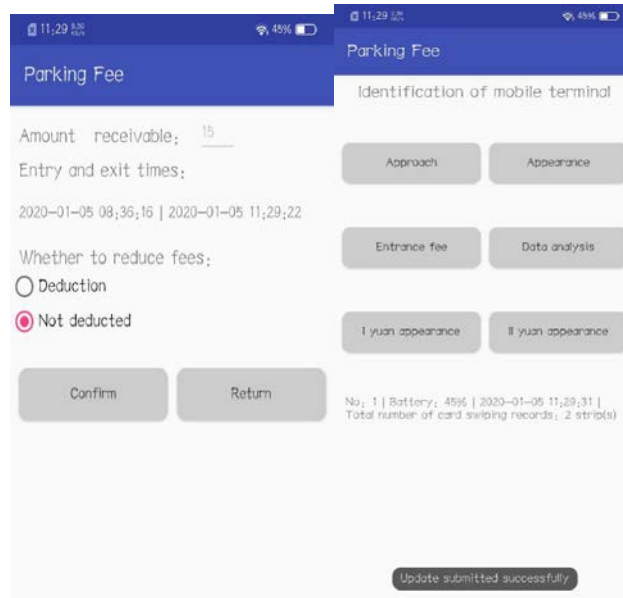 11:29
45%
Parking Fee
Amount receivable: 15
Entry and exit times:
2020-01-05 08:36:16 | 2020-01-05 11:29:22
Whether to reduce fees:
Deduction
Not deducted
Confirm
Return
11:29
45%
Parking Fee
Identification of mobile terminal
Approach
Appearance
Entrance fee
Data analysis
I yuan appearance
II yuan appearance
No: 1 | Battery: 45% | 2020-01-05 11:29:31 |
Total number of card swiping records: 2 strip(s)
Update submitted successfully